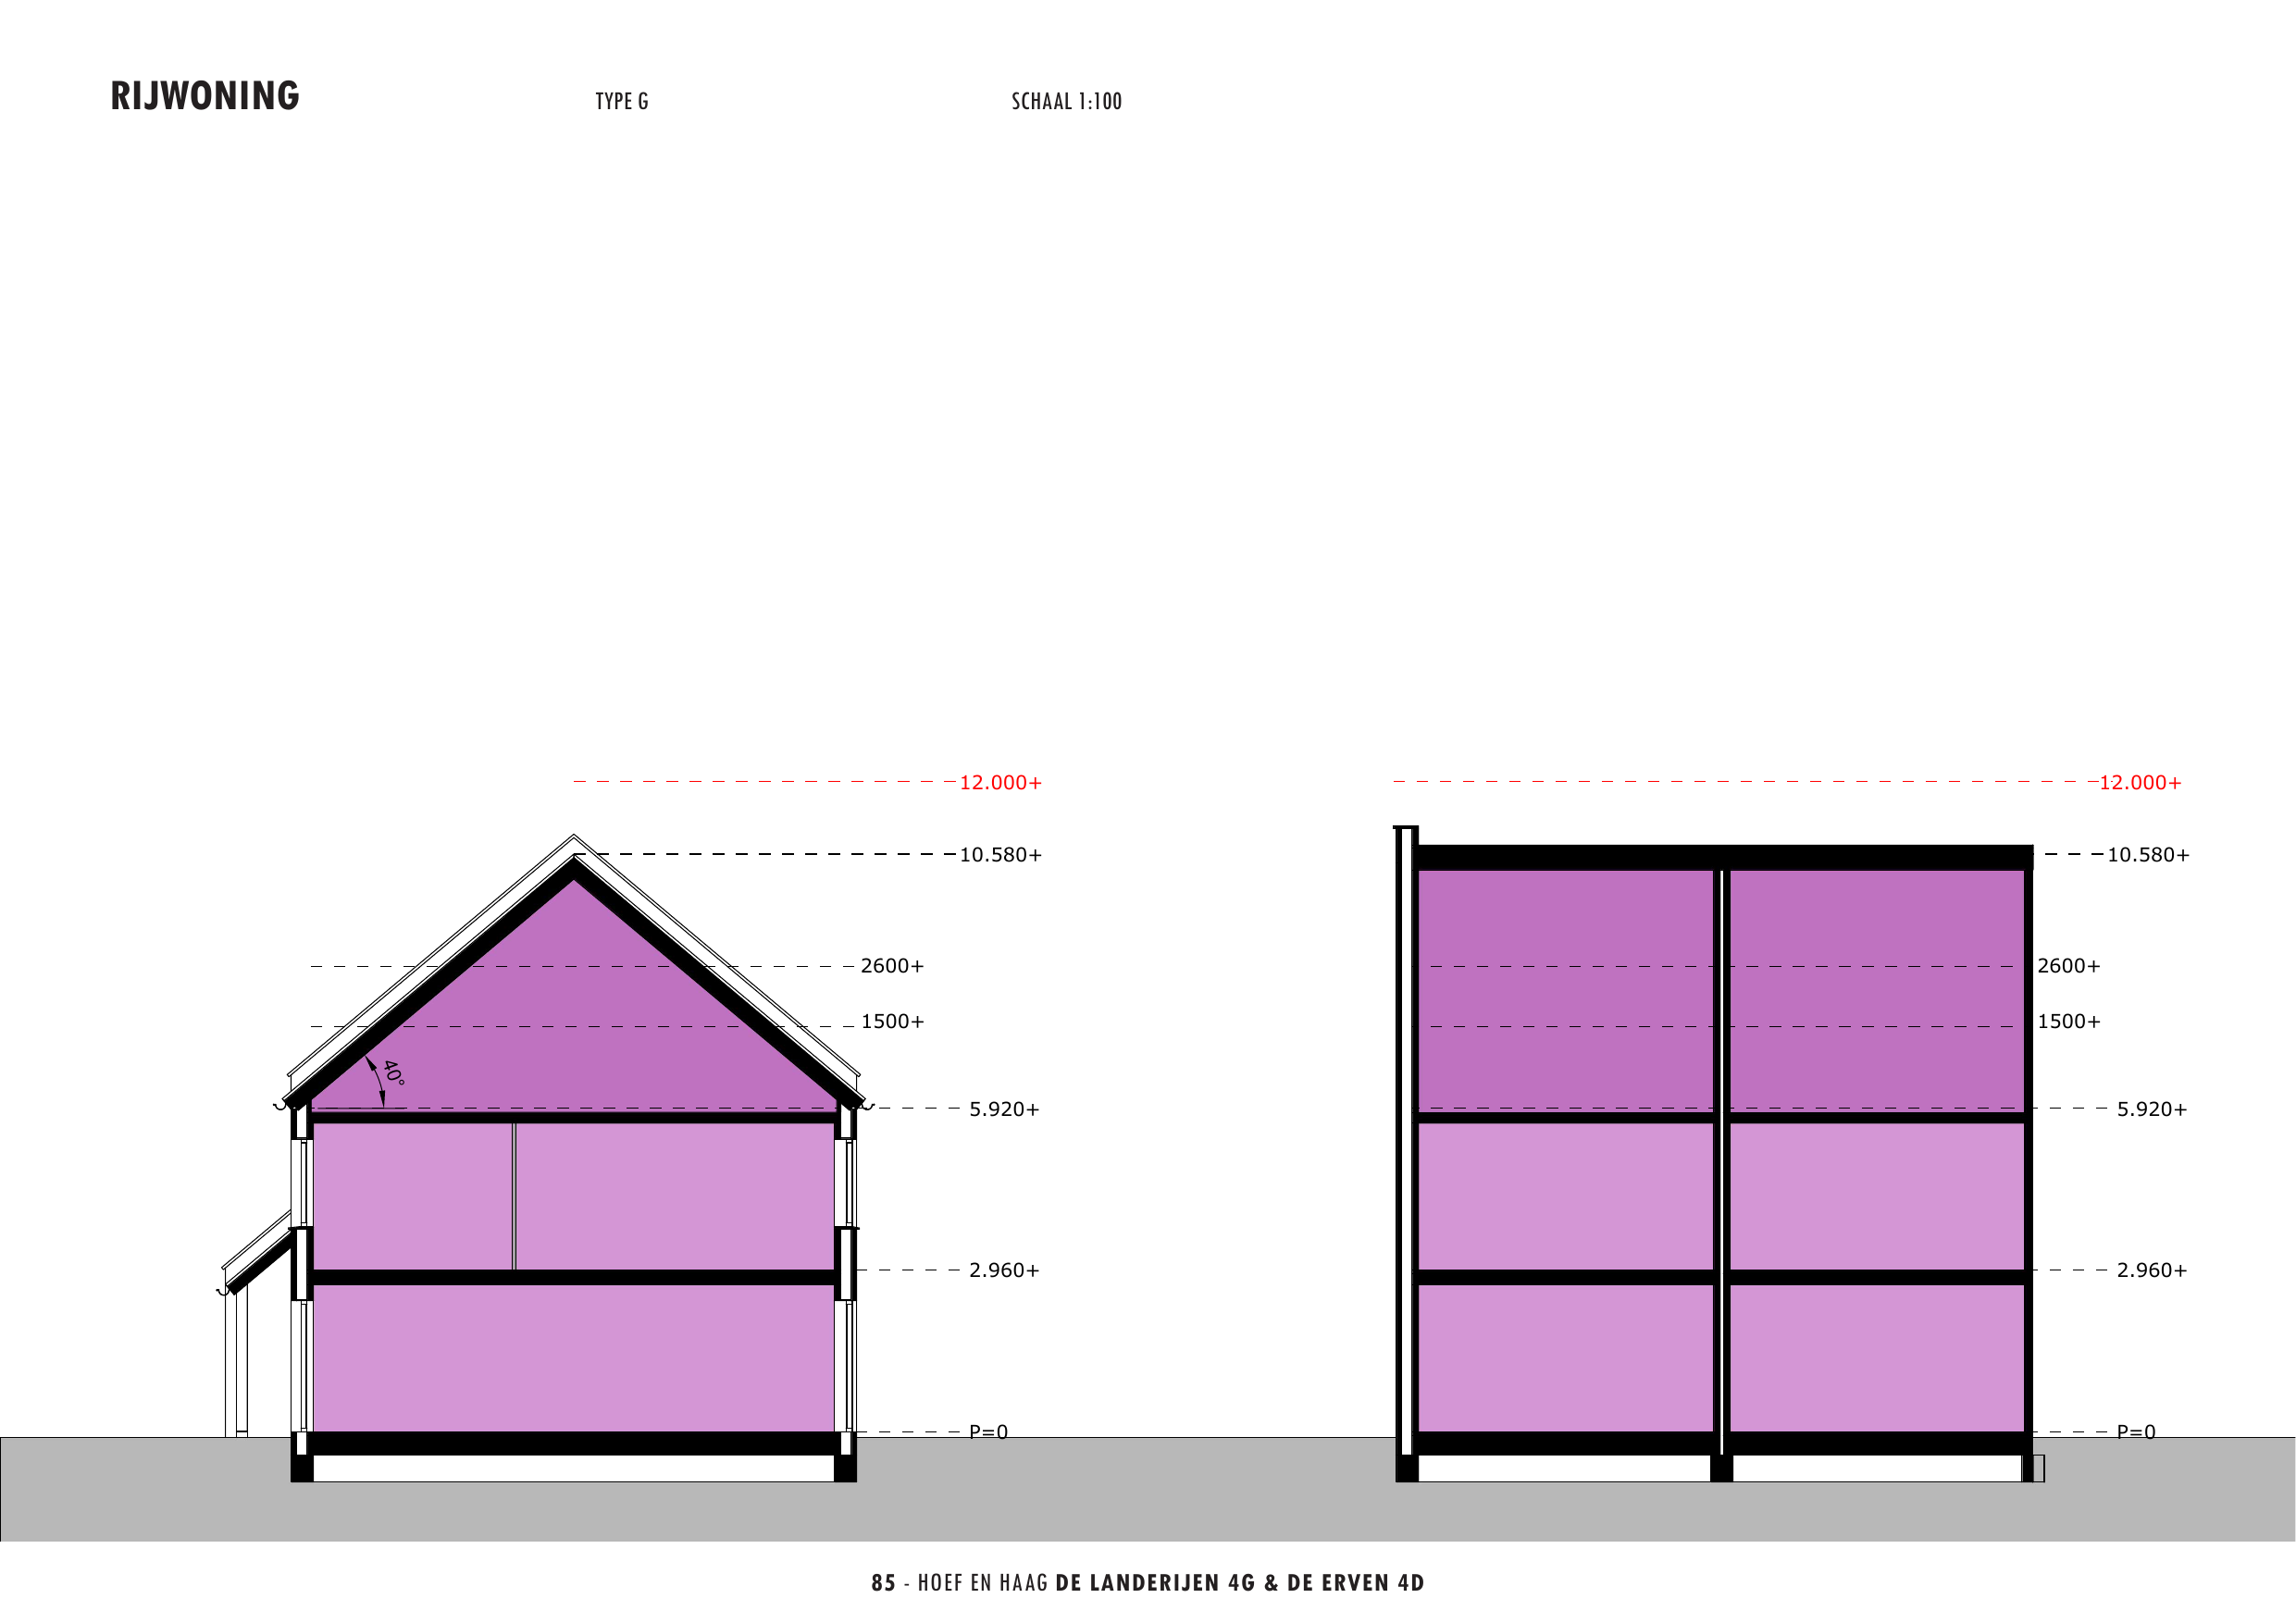 RIJWONING TYPE G SCHAAL 1:100
12.000+ 12.000+
10.580+ 10.580+
2600+ 2600+
1500+ 1500+
40°
5.920+ 5.920+
2.960+ 2.960+
P=0 P=0
85 - HOEF EN HAAG DE LANDERIJEN 4G & DE ERVEN 4D